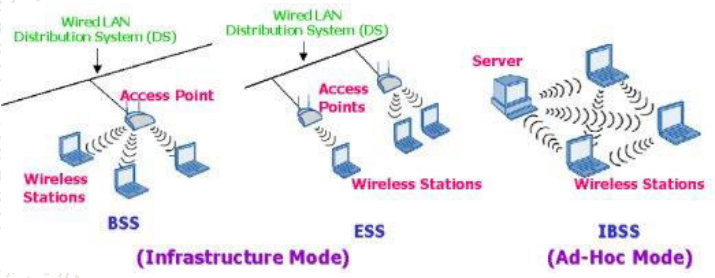 Wired LAN
Distribution System (DS)
Access Point
Wireless
Stations
BSS
Wired LAN
Distribution System (DS)
Access
Points
Wireless Stations
ESS
(Infrastructure Mode)
Server
Wireless Stations
IBSS
(Ad-Hoc Mode)